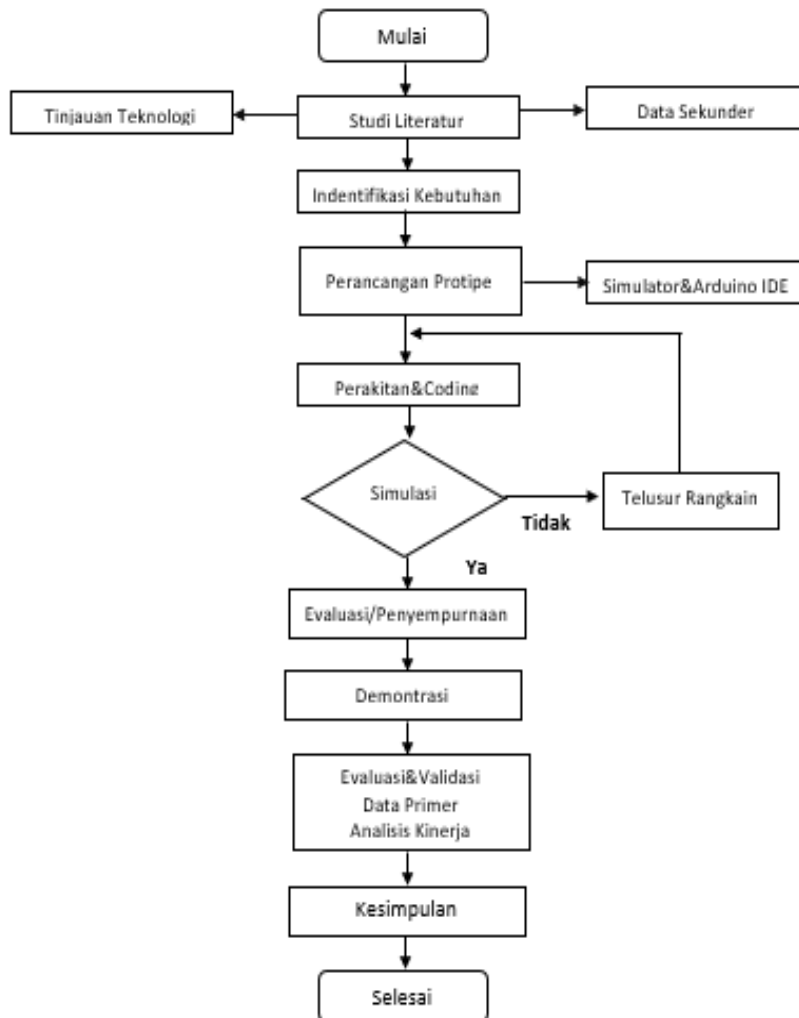 Mulai
Tinjauan Teknologi
Studi Literatur
Data Sekunder
Indentifikasi Kebutuhan
Perancangan Protipe
Simulator&Arduino IDE
Perakitan&Coding
Simulasi
Tidak
Telusur Rangkain
Ya
Evaluasi/Penyempurnaan
Demontrasi
Evaluasi&Validasi
Data Primer
Analisis Kinerja
Kesimpulan
Selesai